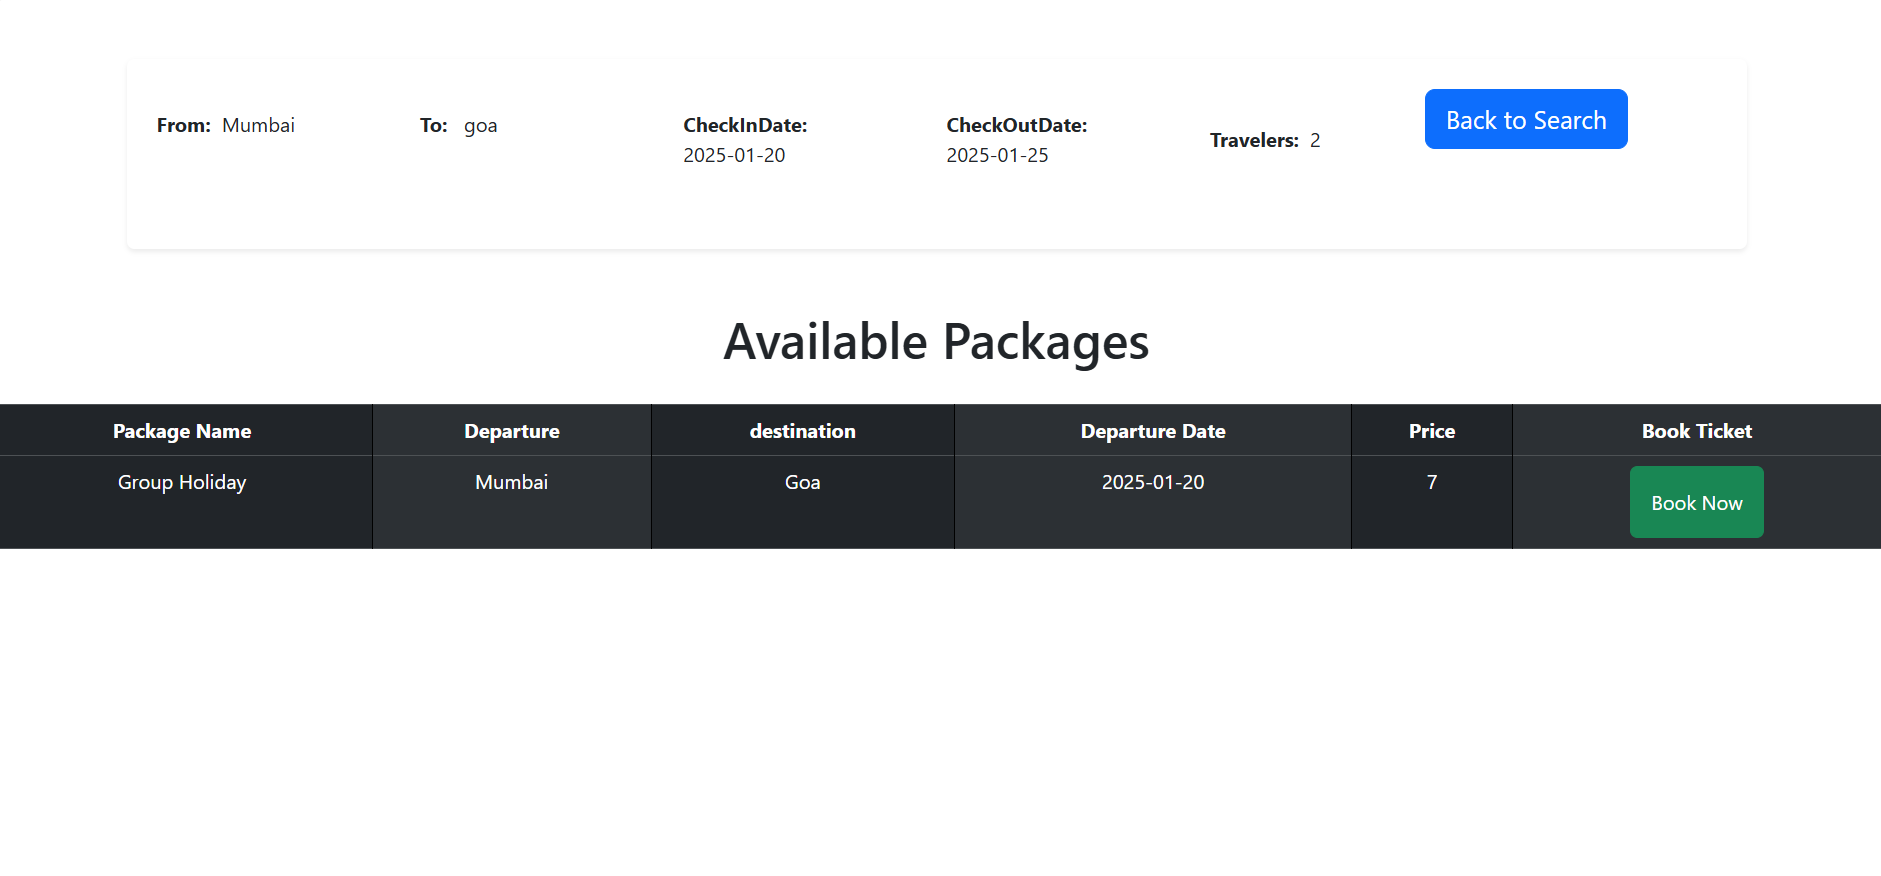 From: Mumbai
To: goa
CheckInDate:
2025-01-20
CheckOutDate:
2025-01-25
Travelers: 2
Back to Search
Available Packages
Package Name Departure destination Departure Date Price Book Ticket
Group Holiday Mumbai Goa 2025-01-20 7 Book Now